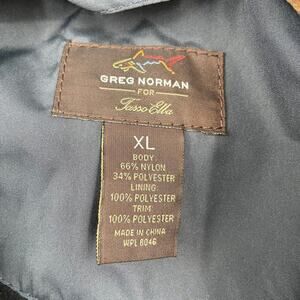 GREG NORMAN
FOR
Tasso Elba
XL
BODY:
66% NYLON
34% POLYESTER
LINING:
100% POLYESTER
TRIM:
100% POLYESTER
MADE IN CHINA
WPL 8046